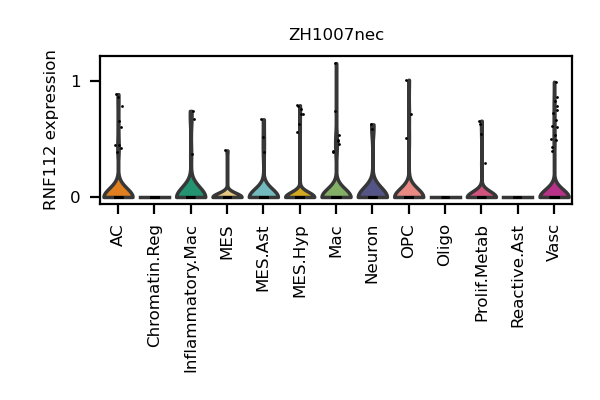 ZH1007nec
RNF112 expression
1
0
AC
Chromatin.Reg
Inflammatory.Mac
MES
MES.Ast
MES.Hyp
Mac
Neuron
OPC
Oligo
Prolif.Metab
Reactive.Ast
Vasc